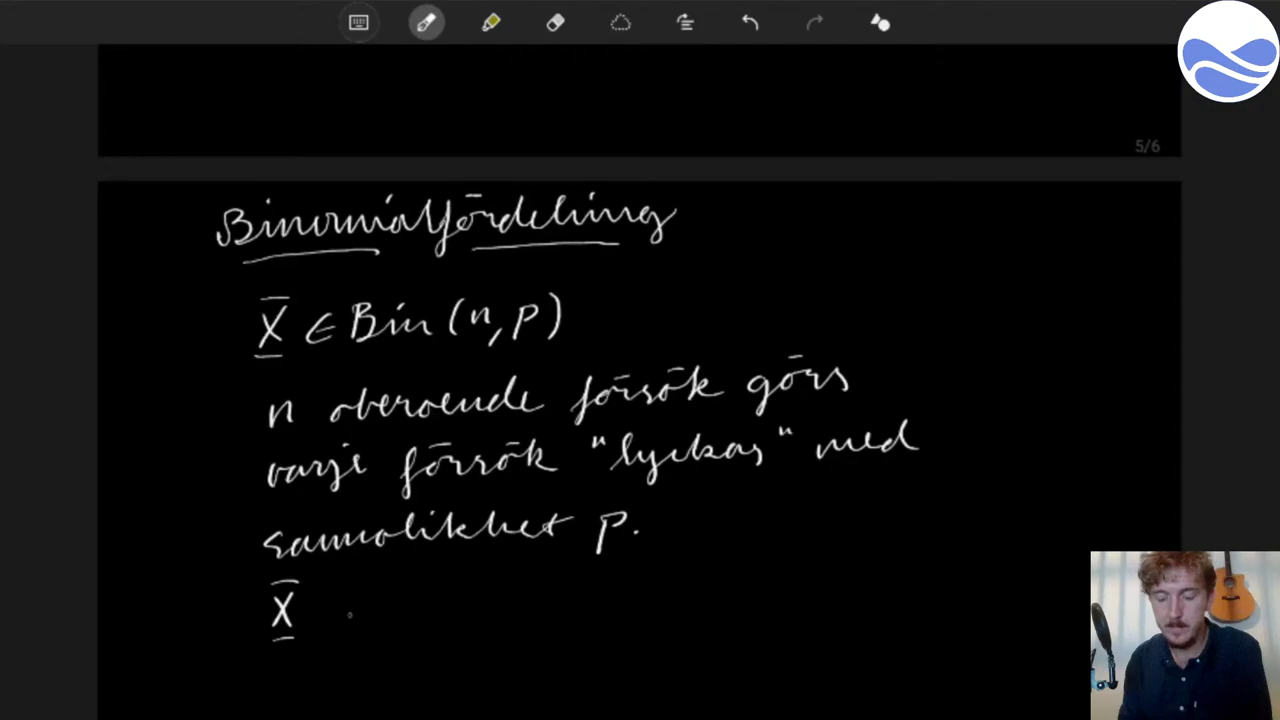 5/6
Binomialfördelning
X ∈ Bin (n, p)
n oberoende försök görs
varje försök "lyckas" med
sannolikhet p.
X